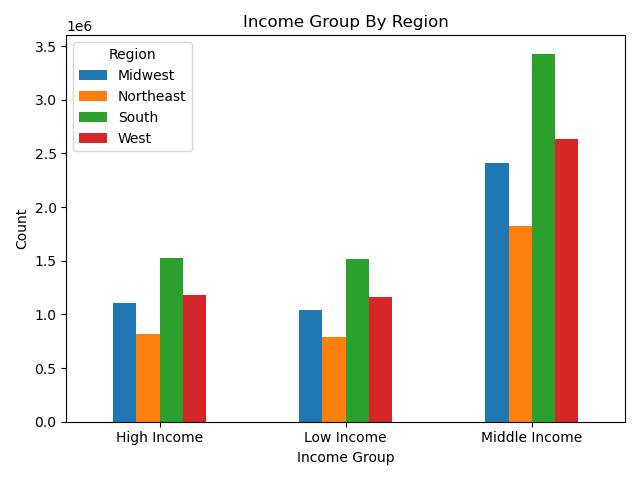 Income Group By Region
1e6
3.5
3.0
2.5
2.0
1.5
1.0
0.5
0.0
Count
Region
Midwest
Northeast
South
West
High Income
Low Income
Middle Income
Income Group